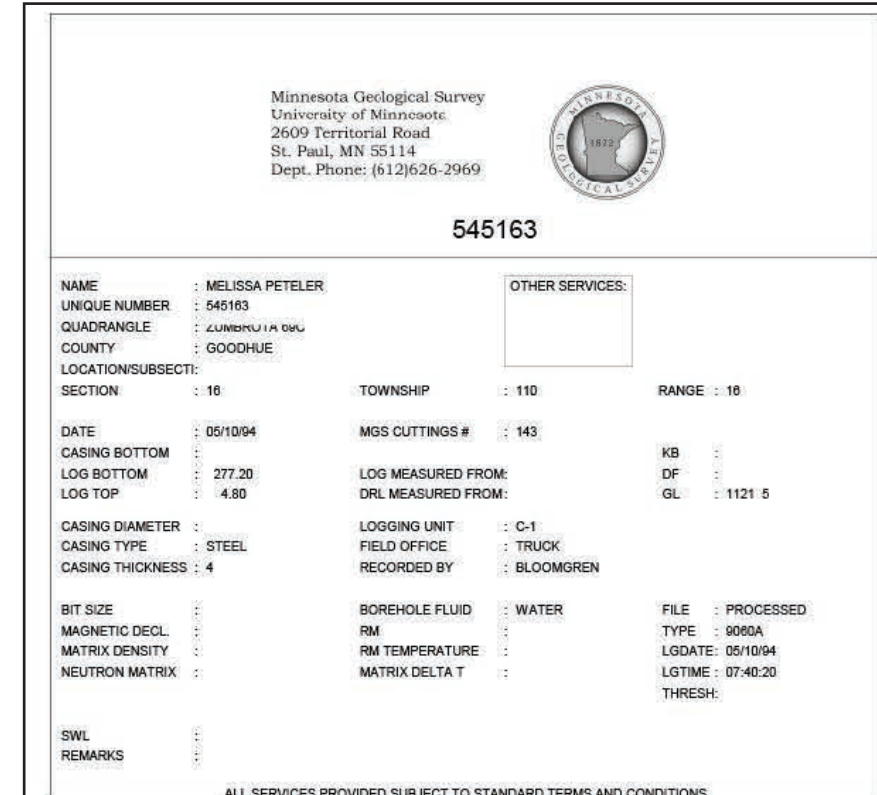 Minnesota Geological Survey
University of Minnesota
2609 Territorial Road
St. Paul, MN 55114
Dept. Phone: (612)626-2969
MINNESOTA
GEOLOGICAL SURVEY
1872
545163
NAME : MELISSA PETELER OTHER SERVICES:
UNIQUE NUMBER : 545163
QUADRANGLE : ZUMBROTA 69C
COUNTY : GOODHUE
LOCATION/SUBSECTI:
SECTION : 16 TOWNSHIP : 110 RANGE : 16
DATE : 05/10/94 MGS CUTTINGS # : 143
CASING BOTTOM : KB :
LOG BOTTOM : 277.20 LOG MEASURED FROM: DF :
LOG TOP : 4.80 DRL MEASURED FROM: GL : 1121 5
CASING DIAMETER : LOGGING UNIT : C-1
CASING TYPE : STEEL FIELD OFFICE : TRUCK
CASING THICKNESS : 4 RECORDED BY : BLOOMGREN
BIT SIZE : BOREHOLE FLUID : WATER FILE : PROCESSED
MAGNETIC DECL. : RM : TYPE : 9060A
MATRIX DENSITY : RM TEMPERATURE : LGDATE: 05/10/94
NEUTRON MATRIX : MATRIX DELTA T : LGTIME : 07:40:20
THRESH:
SWL :
REMARKS :
ALL SERVICES PROVIDED SUBJECT TO STANDARD TERMS AND CONDITIONS